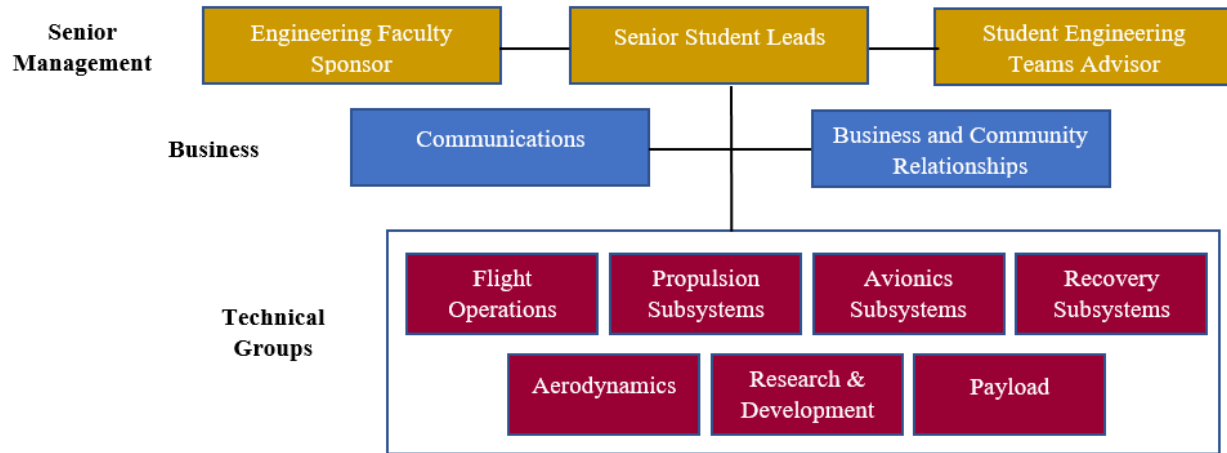 Senior
Management
Engineering Faculty
Sponsor
Senior Student Leads
Student Engineering
Teams Advisor
Business
Communications
Business and Community
Relationships
Technical
Groups
Flight
Operations
Propulsion
Subsystems
Avionics
Subsystems
Recovery
Subsystems
Aerodynamics
Research &
Development
Payload